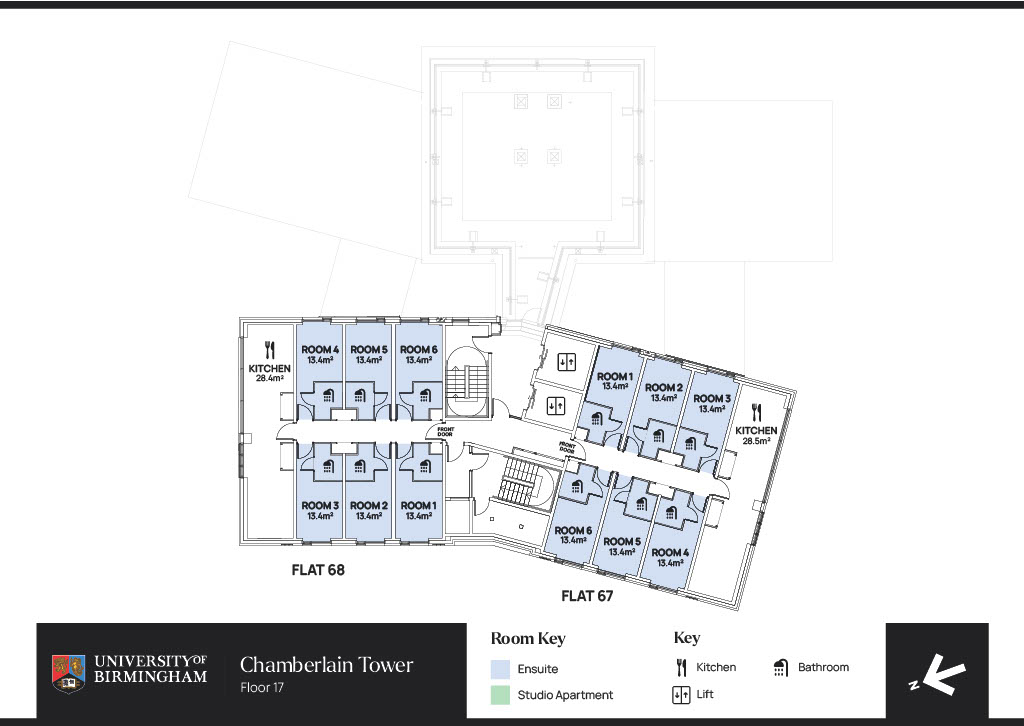 ROOM 4
13.4m²
ROOM 5
13.4m²
ROOM 6
13.4m²
KITCHEN
28.4m²
ROOM 1
13.4m²
ROOM 2
13.4m²
ROOM 3
13.4m²
KITCHEN
28.5m²
FRONT
DOOR
FRONT
DOOR
ROOM 3
13.4m²
ROOM 2
13.4m²
ROOM 1
13.4m²
ROOM 6
13.4m²
ROOM 5
13.4m²
ROOM 4
13.4m²
FLAT 68
FLAT 67
UNIVERSITY OF
BIRMINGHAM
Chamberlain Tower
Floor 17
Room Key
Ensuite
Studio Apartment
Key
Kitchen
Bathroom
Lift
N